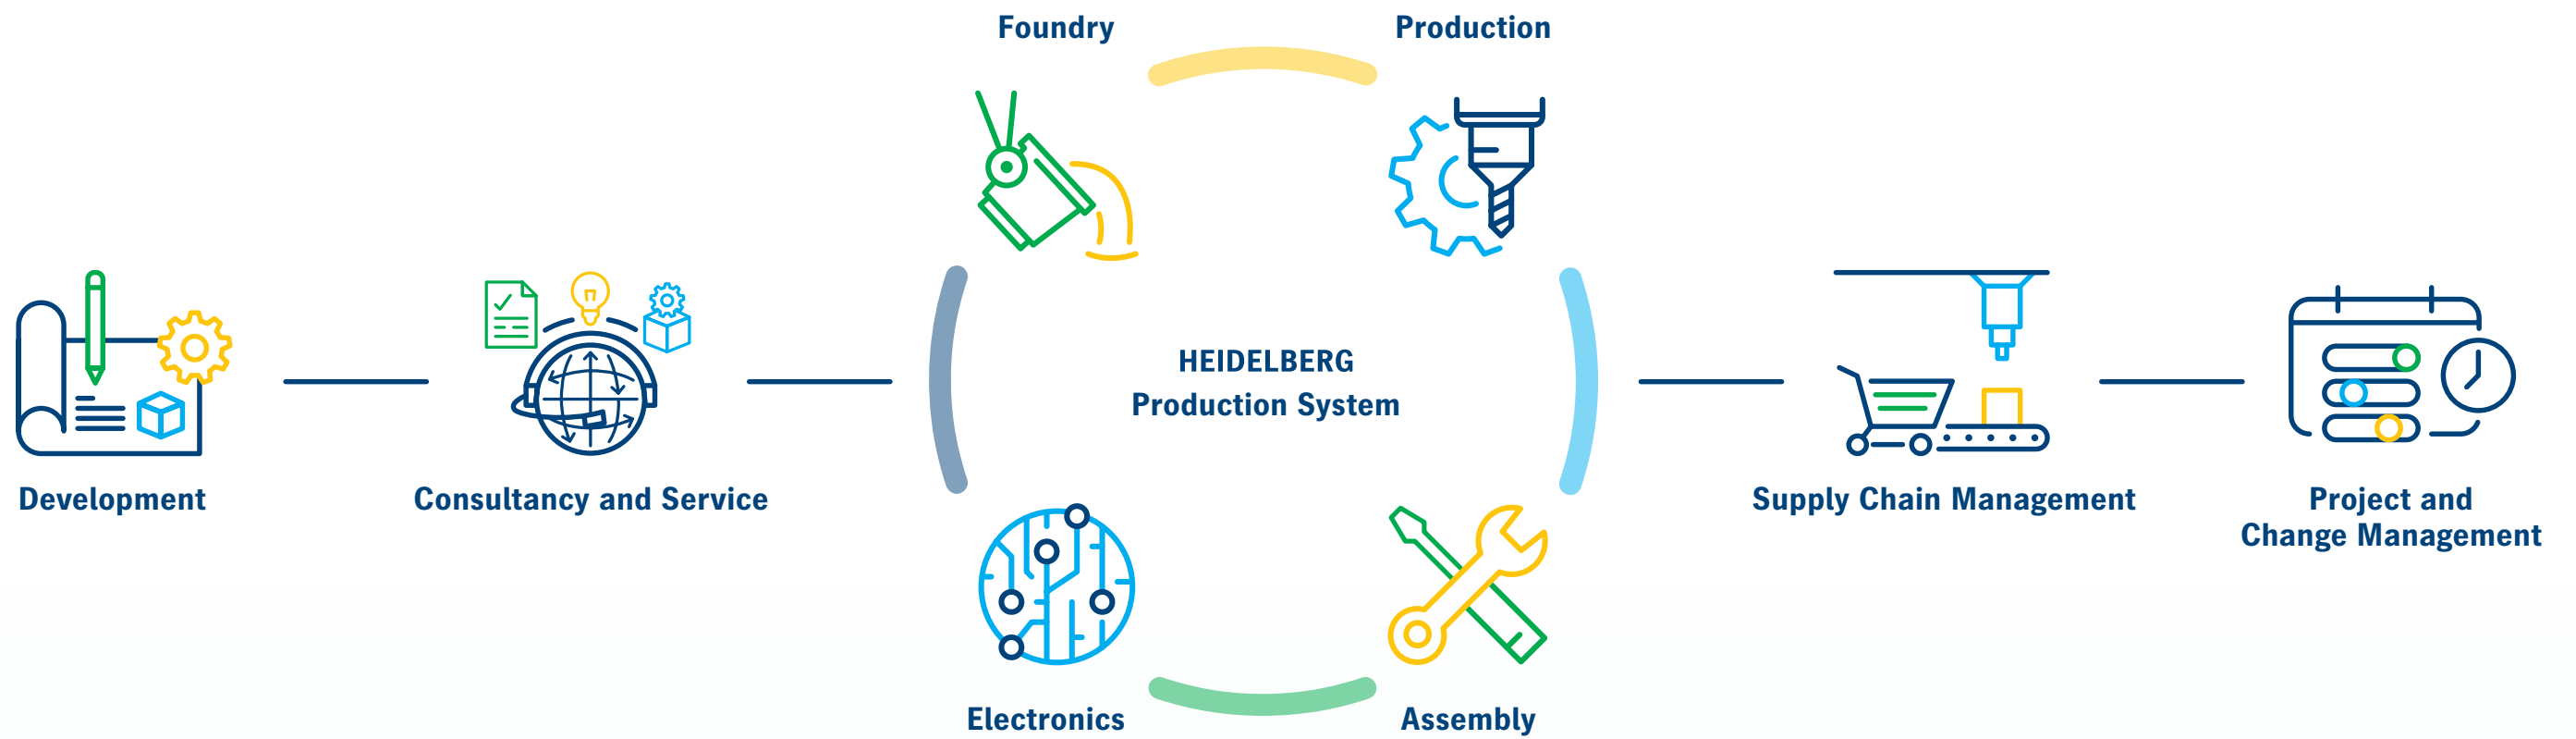 Foundry
Production
HEIDELBERG
Production System
Development
Consultancy and Service
Supply Chain Management
Project and
Change Management
Electronics
Assembly